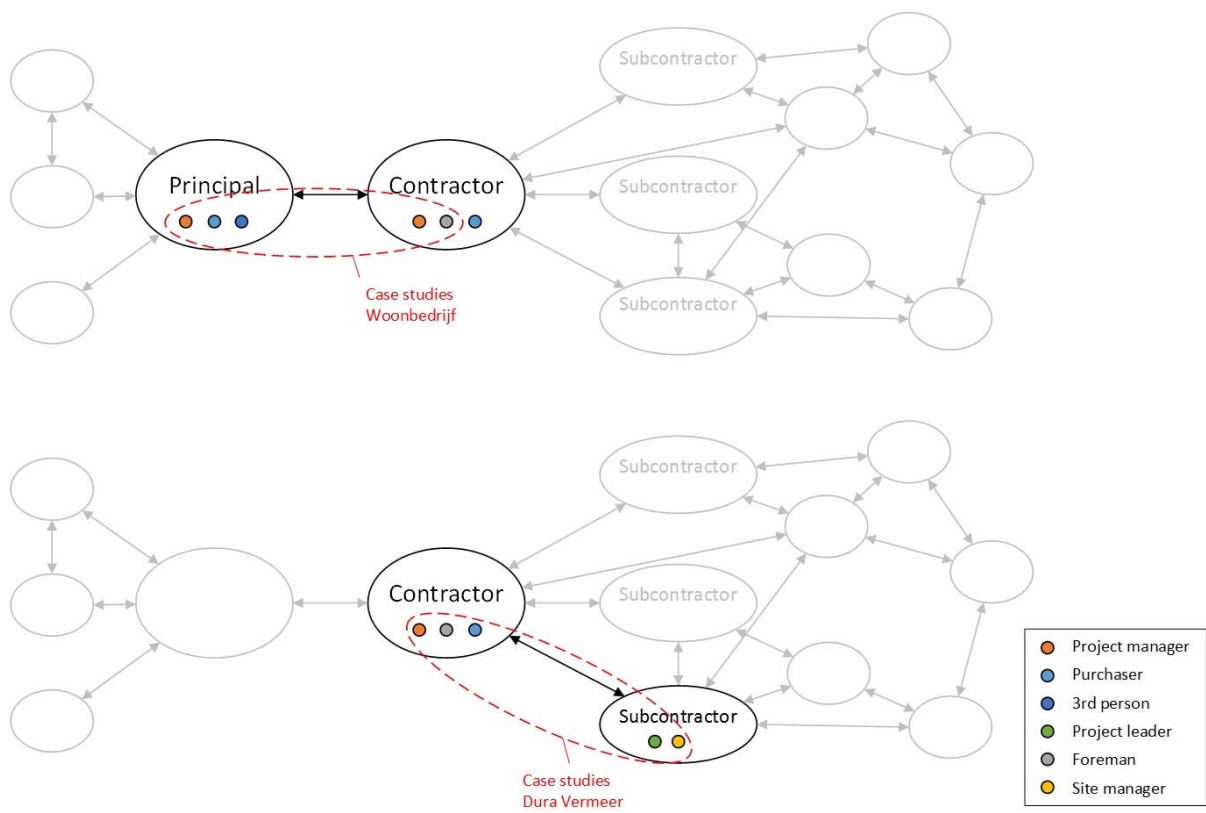 Subcontractor
Principal
Contractor
Subcontractor
Case studies
Woonbedrijf
Subcontractor
Subcontractor
Contractor
Subcontractor
Subcontractor
Case studies
Dura Vermeer
Project manager
Purchaser
3rd person
Project leader
Foreman
Site manager